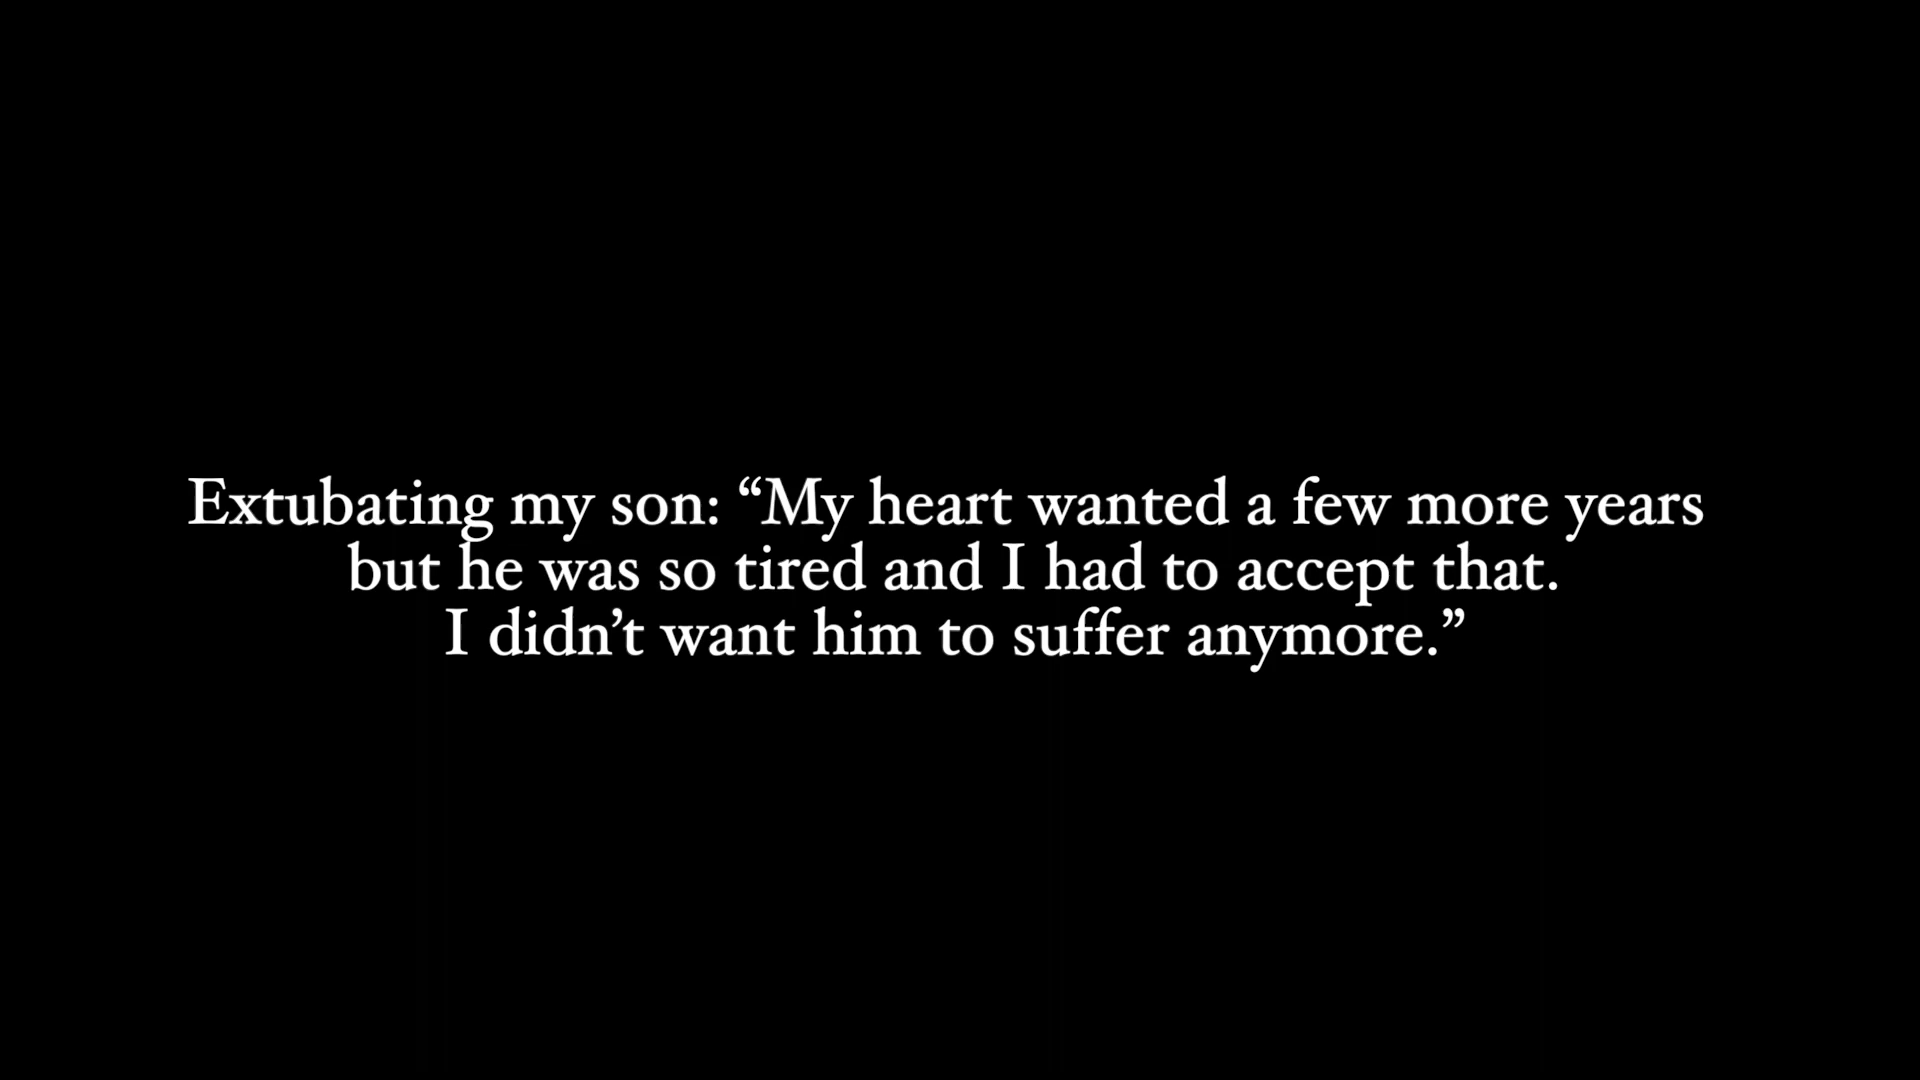 Extubating my son: “My heart wanted a few more years
but he was so tired and I had to accept that.
I didn’t want him to suffer anymore.”